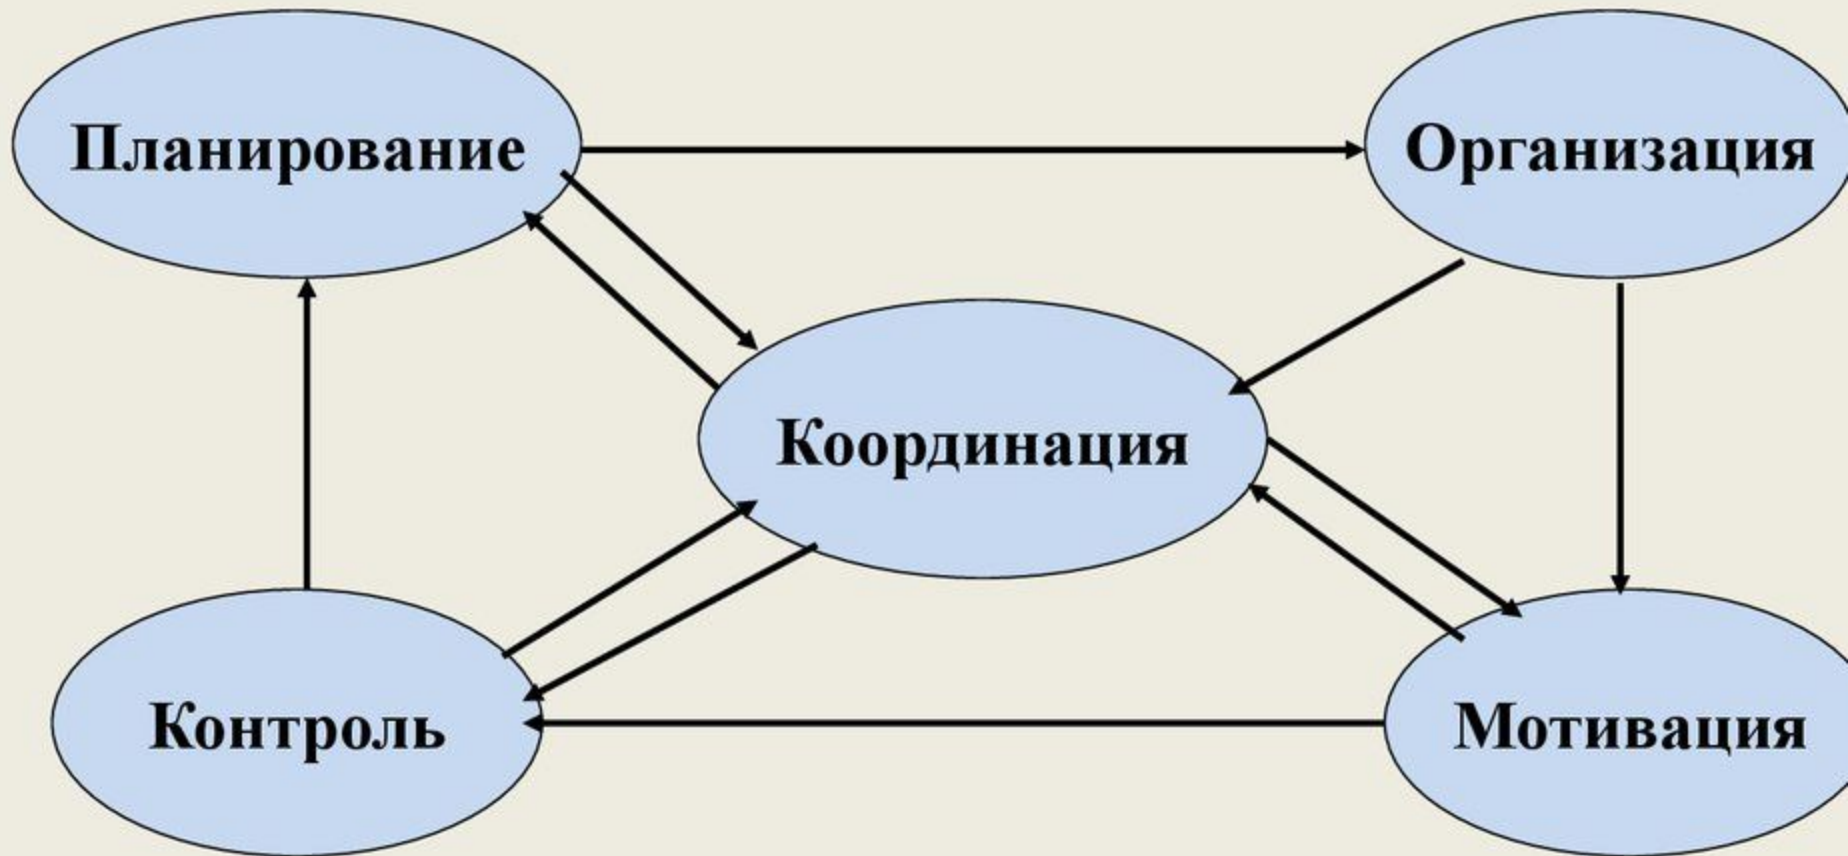 Планирование
Организация
Координация
Контроль
Мотивация